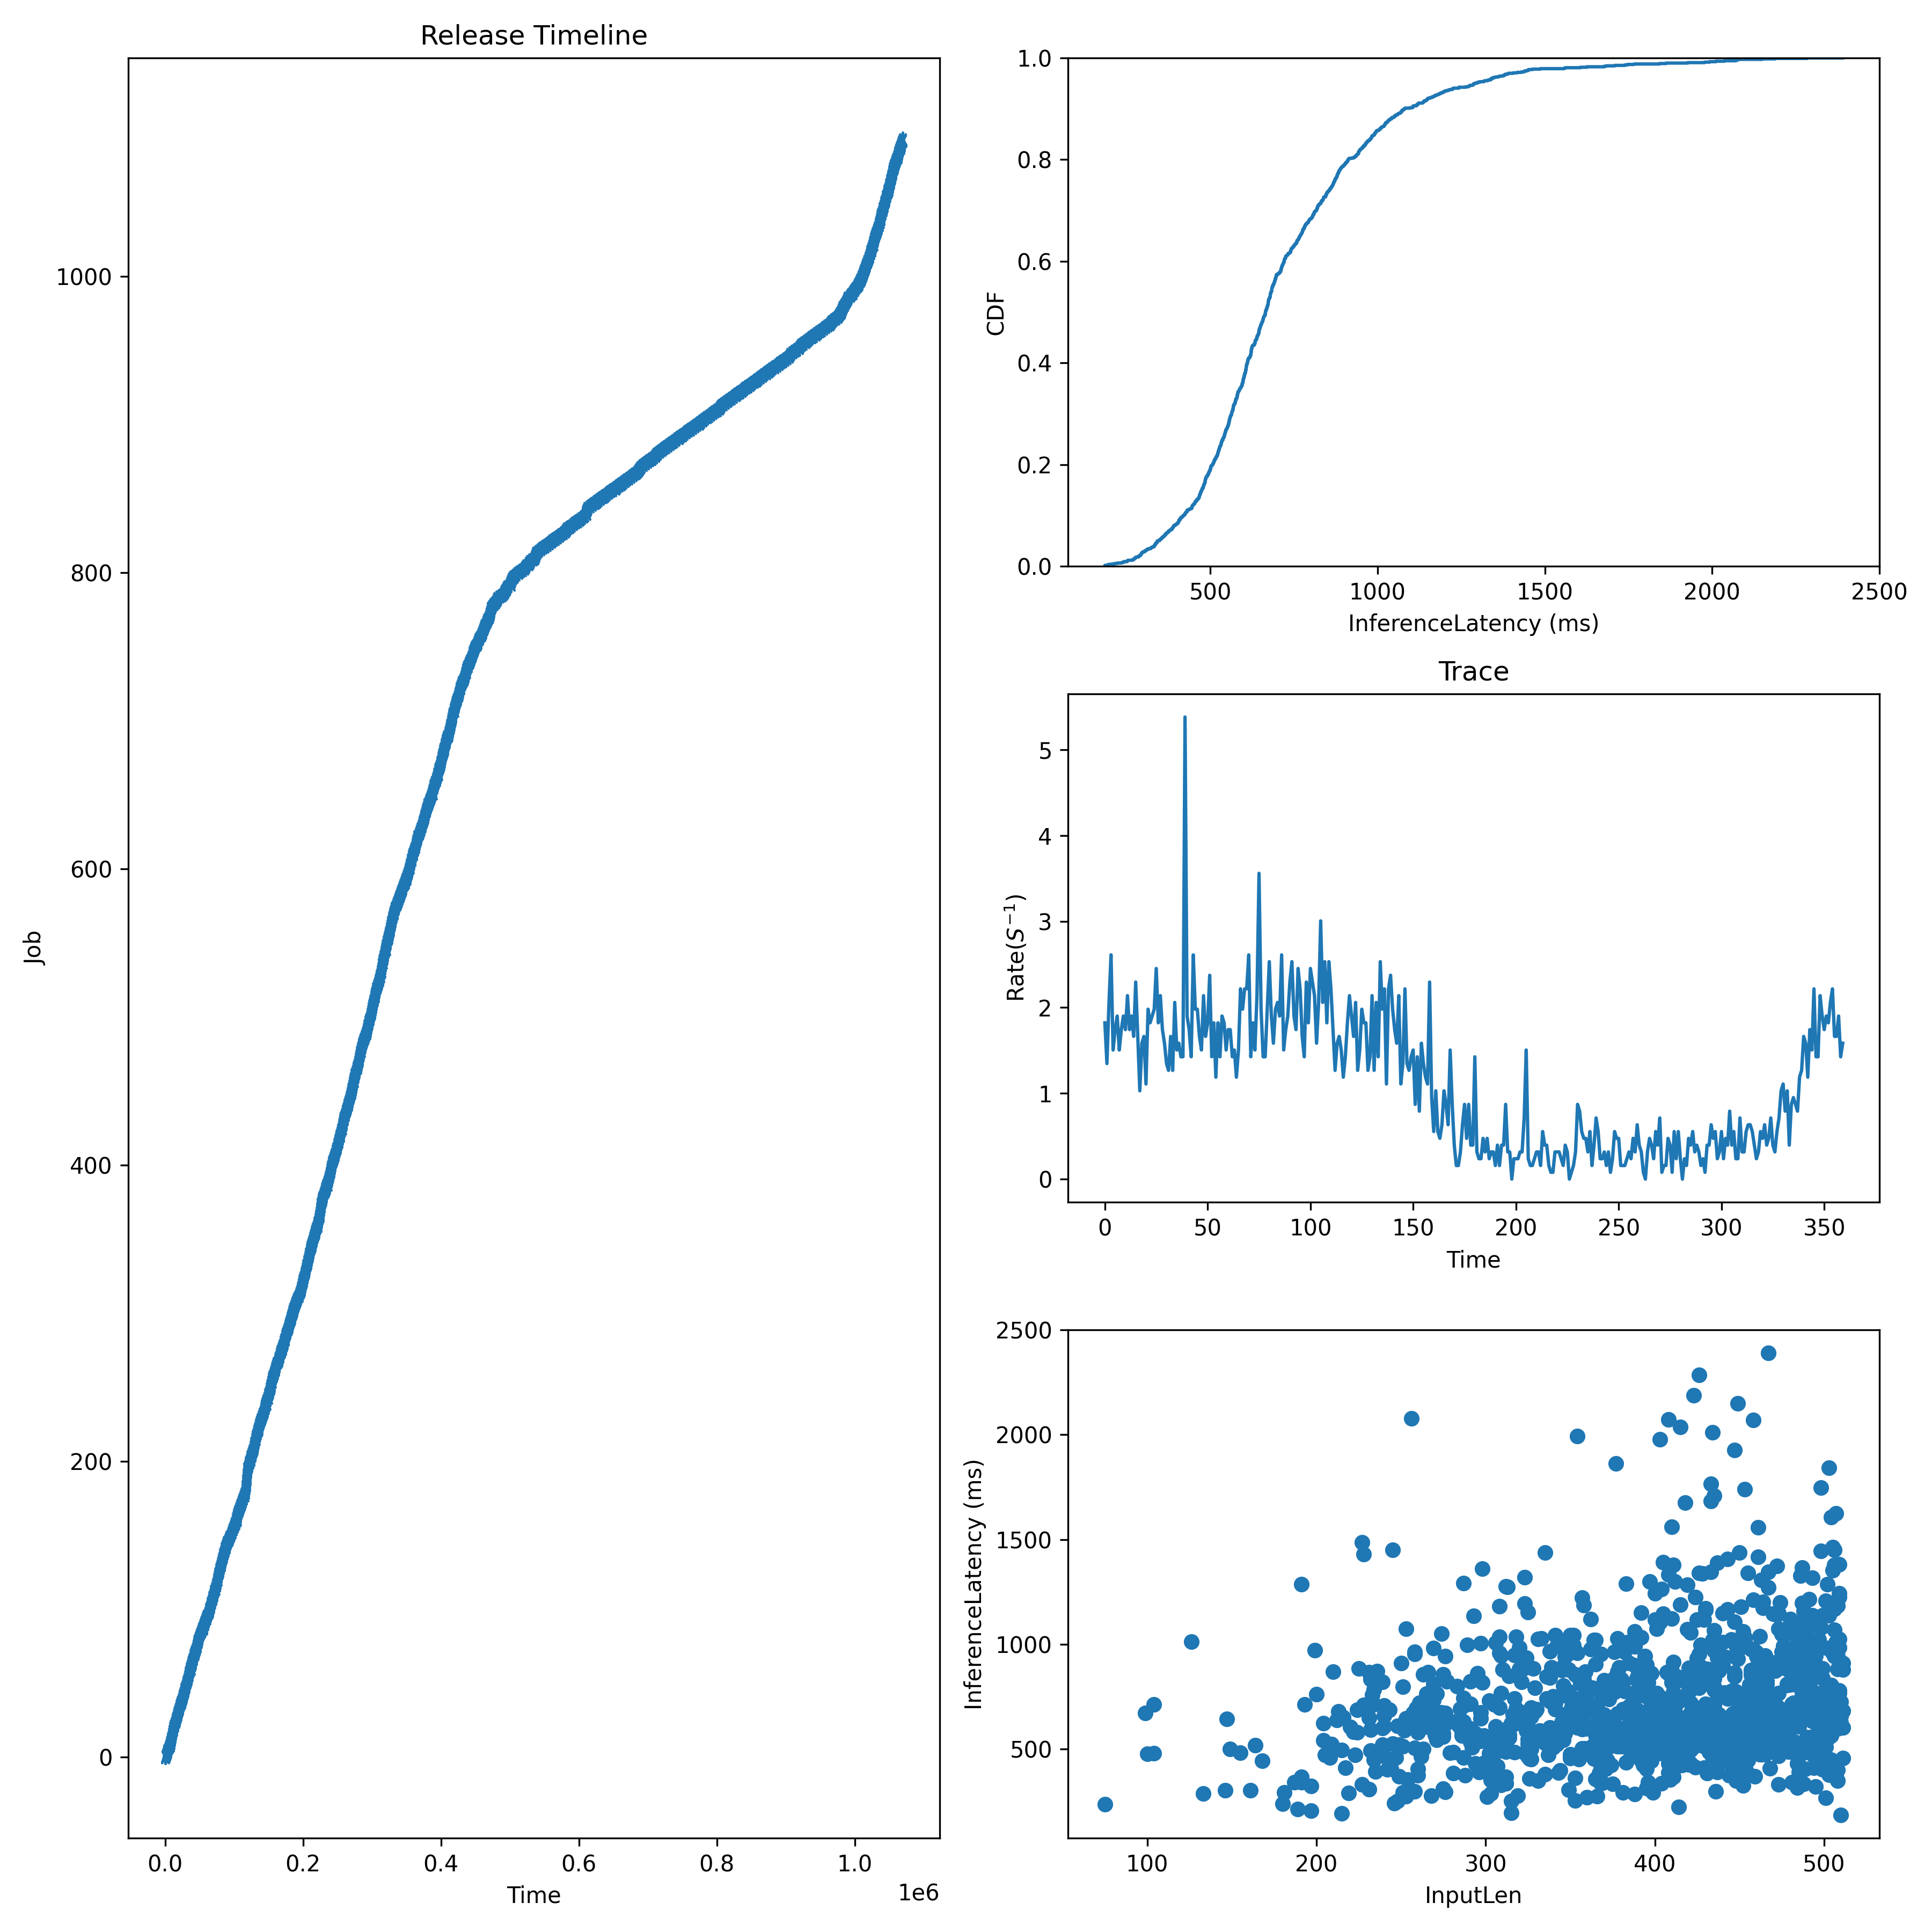 Release Timeline
Job
1000
800
600
400
200
0
0.0 0.2 0.4 0.6 0.8 1.0
1e6
Time
CDF
1.0
0.8
0.6
0.4
0.2
0.0
500 1000 1500 2000 2500
InferenceLatency (ms)
Trace
Rate(S⁻¹)
5
4
3
2
1
0
0 50 100 150 200 250 300 350
Time
InferenceLatency (ms)
2500
2000
1500
1000
500
100 200 300 400 500
InputLen